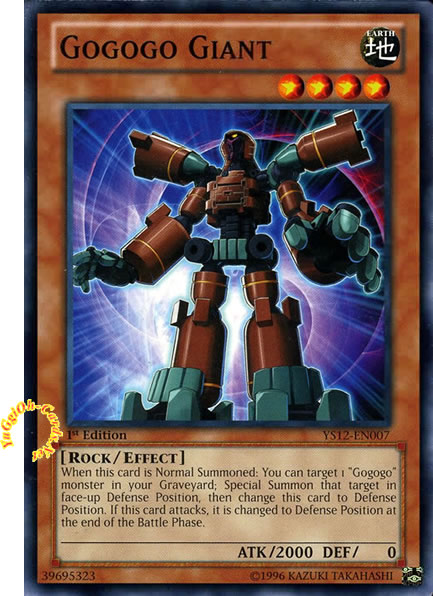 GOGOGO GIANT
EARTH
地
1st Edition
YS12-EN007
YuGgiOh-Cards.Net
[ROCK/EFFECT]
When this card is Normal Summoned: You can target 1 "Gogogo"
monster in your Graveyard; Special Summon that target in
face-up Defense Position, then change this card to Defense
Position. If this card attacks, it is changed to Defense Position at
the end of the Battle Phase.
ATK/2000 DEF/ 0
39695323
©1996 KAZUKI TAKAHASHI